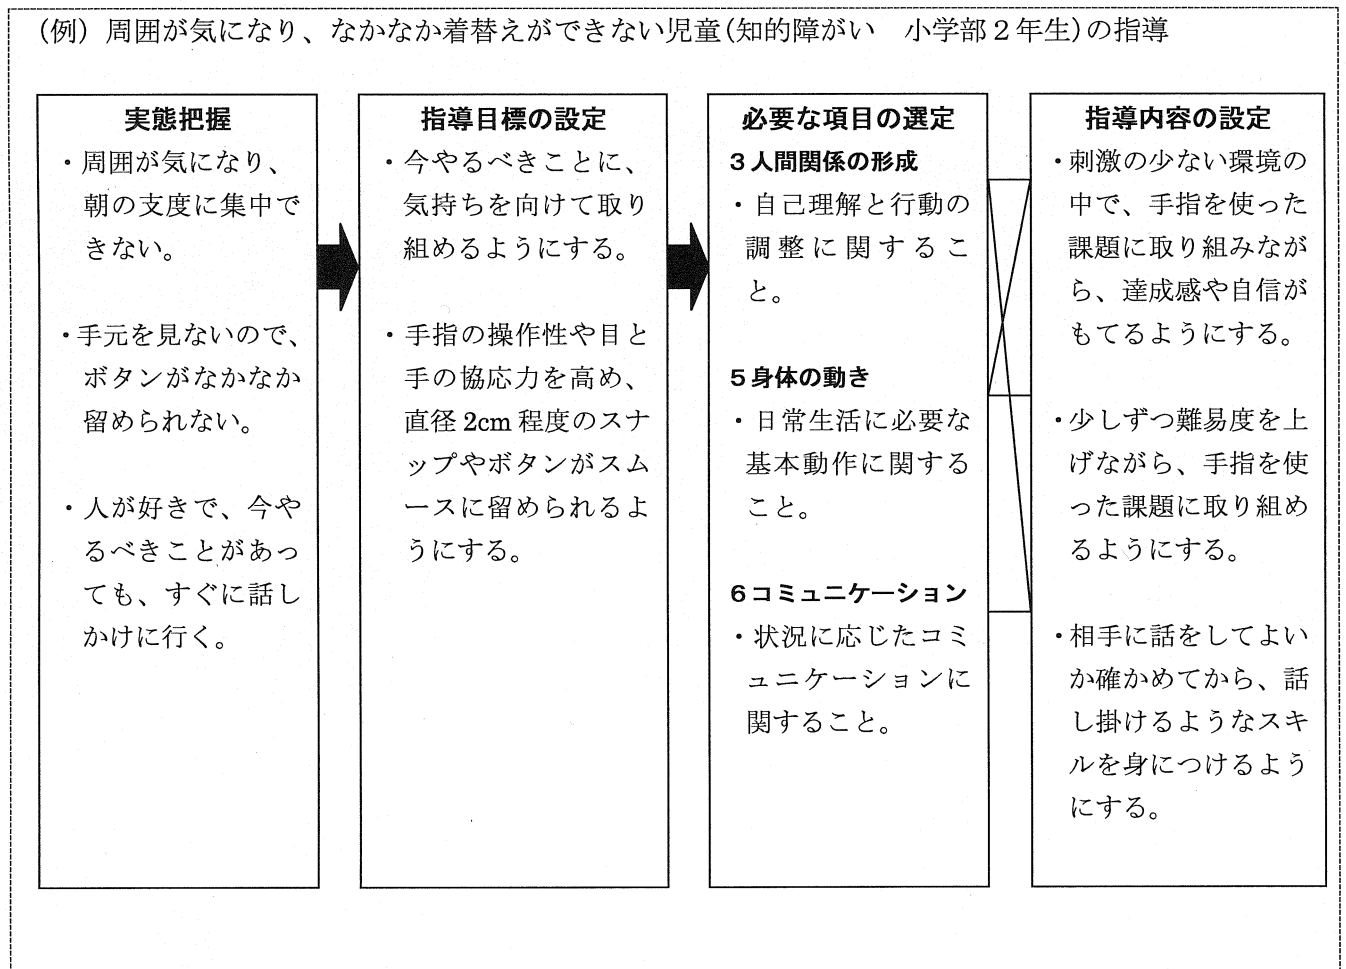 (例) 周囲が気になり、なかなか着替えができない児童(知的障がい　小学部２年生)の指導
実態把握
・周囲が気になり、
朝の支度に集中で
きない。
・手元を見ないので、
ボタンがなかなか
留められない。
・人が好きで、今や
るべきことがあっ
ても、すぐに話し
かけに行く。
指導目標の設定
・今やるべきことに、
気持ちを向けて取り
組めるようにする。
・手指の操作性や目と
手の協応力を高め、
直径 2cm 程度のスナ
ップやボタンがスム
ースに留められるよ
うにする。
必要な項目の選定
３人間関係の形成
・自己理解と行動の
調整に関するこ
と。
５身体の動き
・日常生活に必要な
基本動作に関する
こと。
６コミュニケーション
・状況に応じたコミ
ュニケーションに
関すること。
指導内容の設定
・刺激の少ない環境の
中で、手指を使った
課題に取り組みなが
ら、達成感や自信が
もてるようにする。
・少しずつ難易度を上
げながら、手指を使
った課題に取り組め
るようにする。
・相手に話をしてよい
か確かめてから、話
し掛けるようなスキ
ルを身につけるよう
にする。